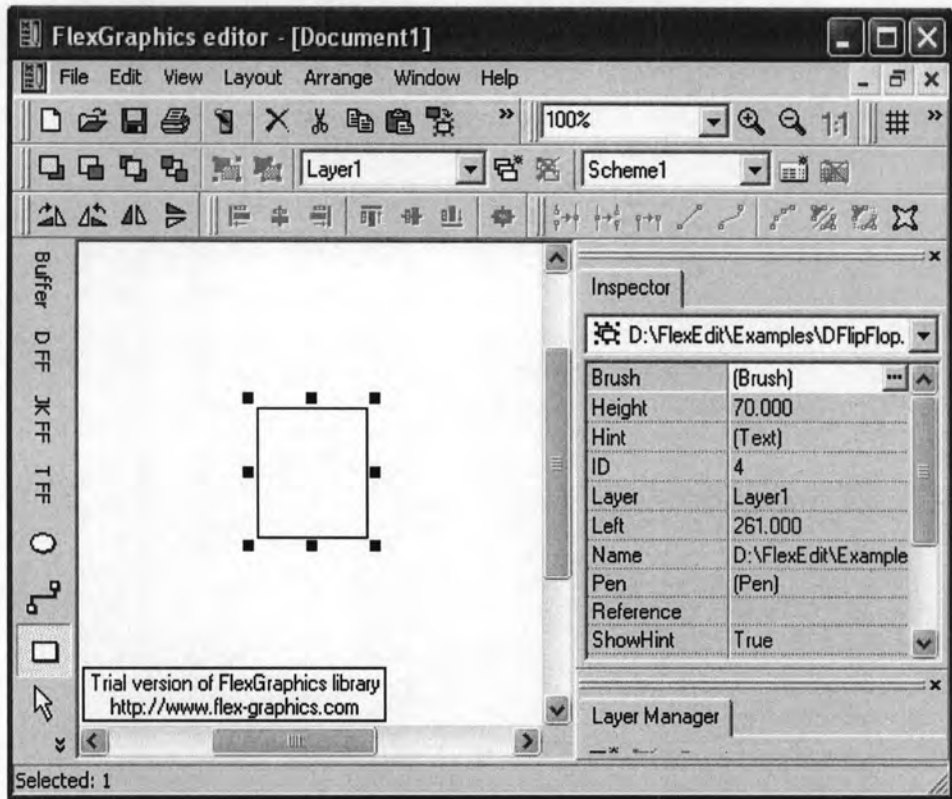 FlexGraphics editor - [Document1]
File Edit View Layout Arrange Window Help
100%
1:1
Layer1
Scheme1
Buffer
D FF
JK FF
T FF
Inspector
D:\FlexEdit\Examples\DFlipFlop.
Brush (Brush)
Height 70.000
Hint (Text)
ID 4
Layer Layer1
Left 261.000
Name D:\FlexEdit\Example
Pen (Pen)
Reference
ShowHint True
Trial version of FlexGraphics library
http://www.flex-graphics.com
Layer Manager
Selected: 1